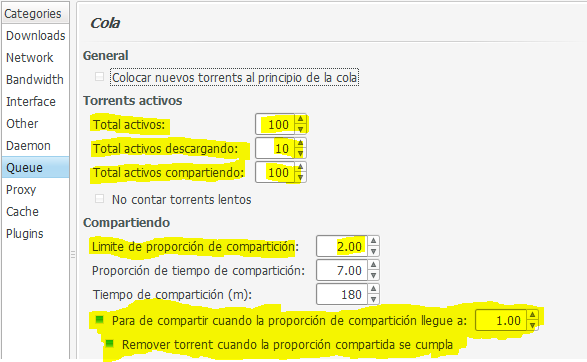 Categories
Downloads
Network
Bandwidth
Interface
Other
Daemon
Queue
Proxy
Cache
Plugins
Cola
General
Colocar nuevos torrents al principio de la cola
Torrents activos
Total activos: 100
Total activos descargando: 10
Total activos compartiendo: 100
No contar torrents lentos
Compartiendo
Limite de proporción de compartición: 2.00
Proporción de tiempo de compartición: 7.00
Tiempo de compartición (m): 180
Para de compartir cuando la proporción de compartición llegue a: 1.00
Remover torrent cuando la proporción compartida se cumpla